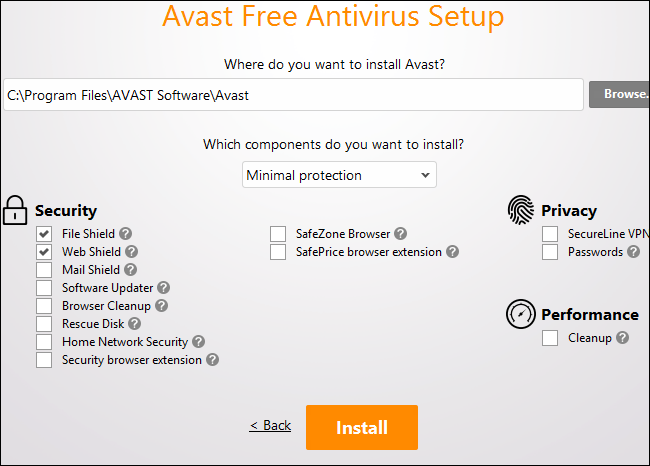 Avast Free Antivirus Setup
Where do you want to install Avast?
C:\Program Files\AVAST Software\Avast
Browse.
Which components do you want to install?
Minimal protection
Security
File Shield ?
Web Shield ?
Mail Shield ?
Software Updater ?
Browser Cleanup ?
Rescue Disk ?
Home Network Security ?
Security browser extension ?
SafeZone Browser ?
SafePrice browser extension ?
Privacy
SecureLine VPN
Passwords ?
Performance
Cleanup ?
< Back
Install